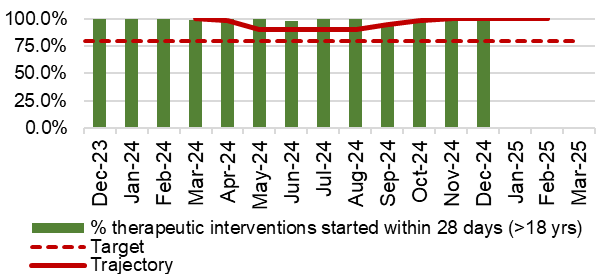 100.0%
75.0%
50.0%
25.0%
0.0%
Dec-23
Jan-24
Feb-24
Mar-24
Apr-24
May-24
Jun-24
Jul-24
Aug-24
Sep-24
Oct-24
Nov-24
Dec-24
Jan-25
Feb-25
Mar-25
% therapeutic interventions started within 28 days (>18 yrs)
Target
Trajectory